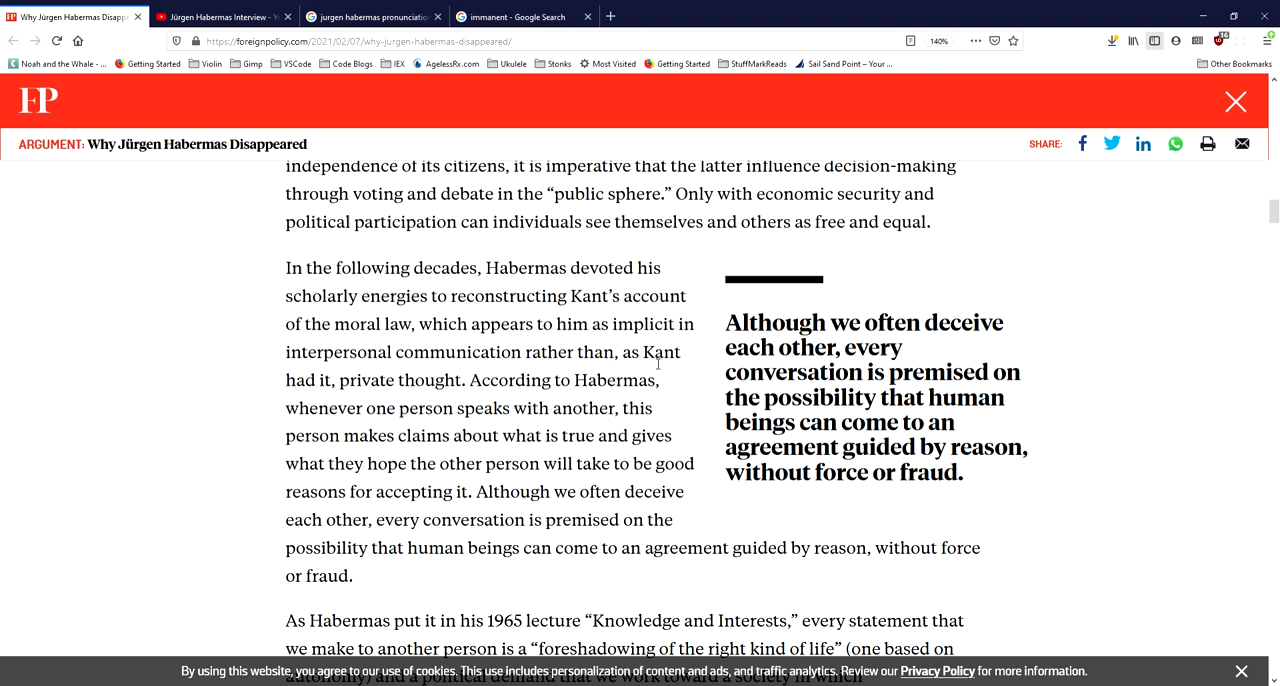 Why Jürgen Habermas Disapp
Jürgen Habermas Interview - Y
jurgen habermas pronunciatio
immanent - Google Search
https://foreignpolicy.com/2021/02/07/why-jurgen-habermas-disappeared/
140%
Noah and the Whale - ...
Getting Started
Violin
Gimp
VSCode
Code Blogs
IEX
AgelessRx.com
Ukulele
Stonks
Most Visited
Getting Started
StuffMarkReads
Sail Sand Point – Your ...
Other Bookmarks
FP
ARGUMENT: Why Jürgen Habermas Disappeared
SHARE:
independence of its citizens, it is imperative that the latter influence decision-making
through voting and debate in the “public sphere.” Only with economic security and
political participation can individuals see themselves and others as free and equal.
In the following decades, Habermas devoted his
scholarly energies to reconstructing Kant’s account
of the moral law, which appears to him as implicit in
interpersonal communication rather than, as Kant
had it, private thought. According to Habermas,
whenever one person speaks with another, this
person makes claims about what is true and gives
what they hope the other person will take to be good
reasons for accepting it. Although we often deceive
each other, every conversation is premised on the
possibility that human beings can come to an agreement guided by reason, without force
or fraud.
Although we often deceive
each other, every
conversation is premised on
the possibility that human
beings can come to an
agreement guided by reason,
without force or fraud.
As Habermas put it in his 1965 lecture “Knowledge and Interests,” every statement that
we make to another person is a “foreshadowing of the right kind of life” (one based on
autonomy) and a political demand that we work toward a society in which
By using this website, you agree to our use of cookies. This use includes personalization of content and ads, and traffic analytics. Review our Privacy Policy for more information.